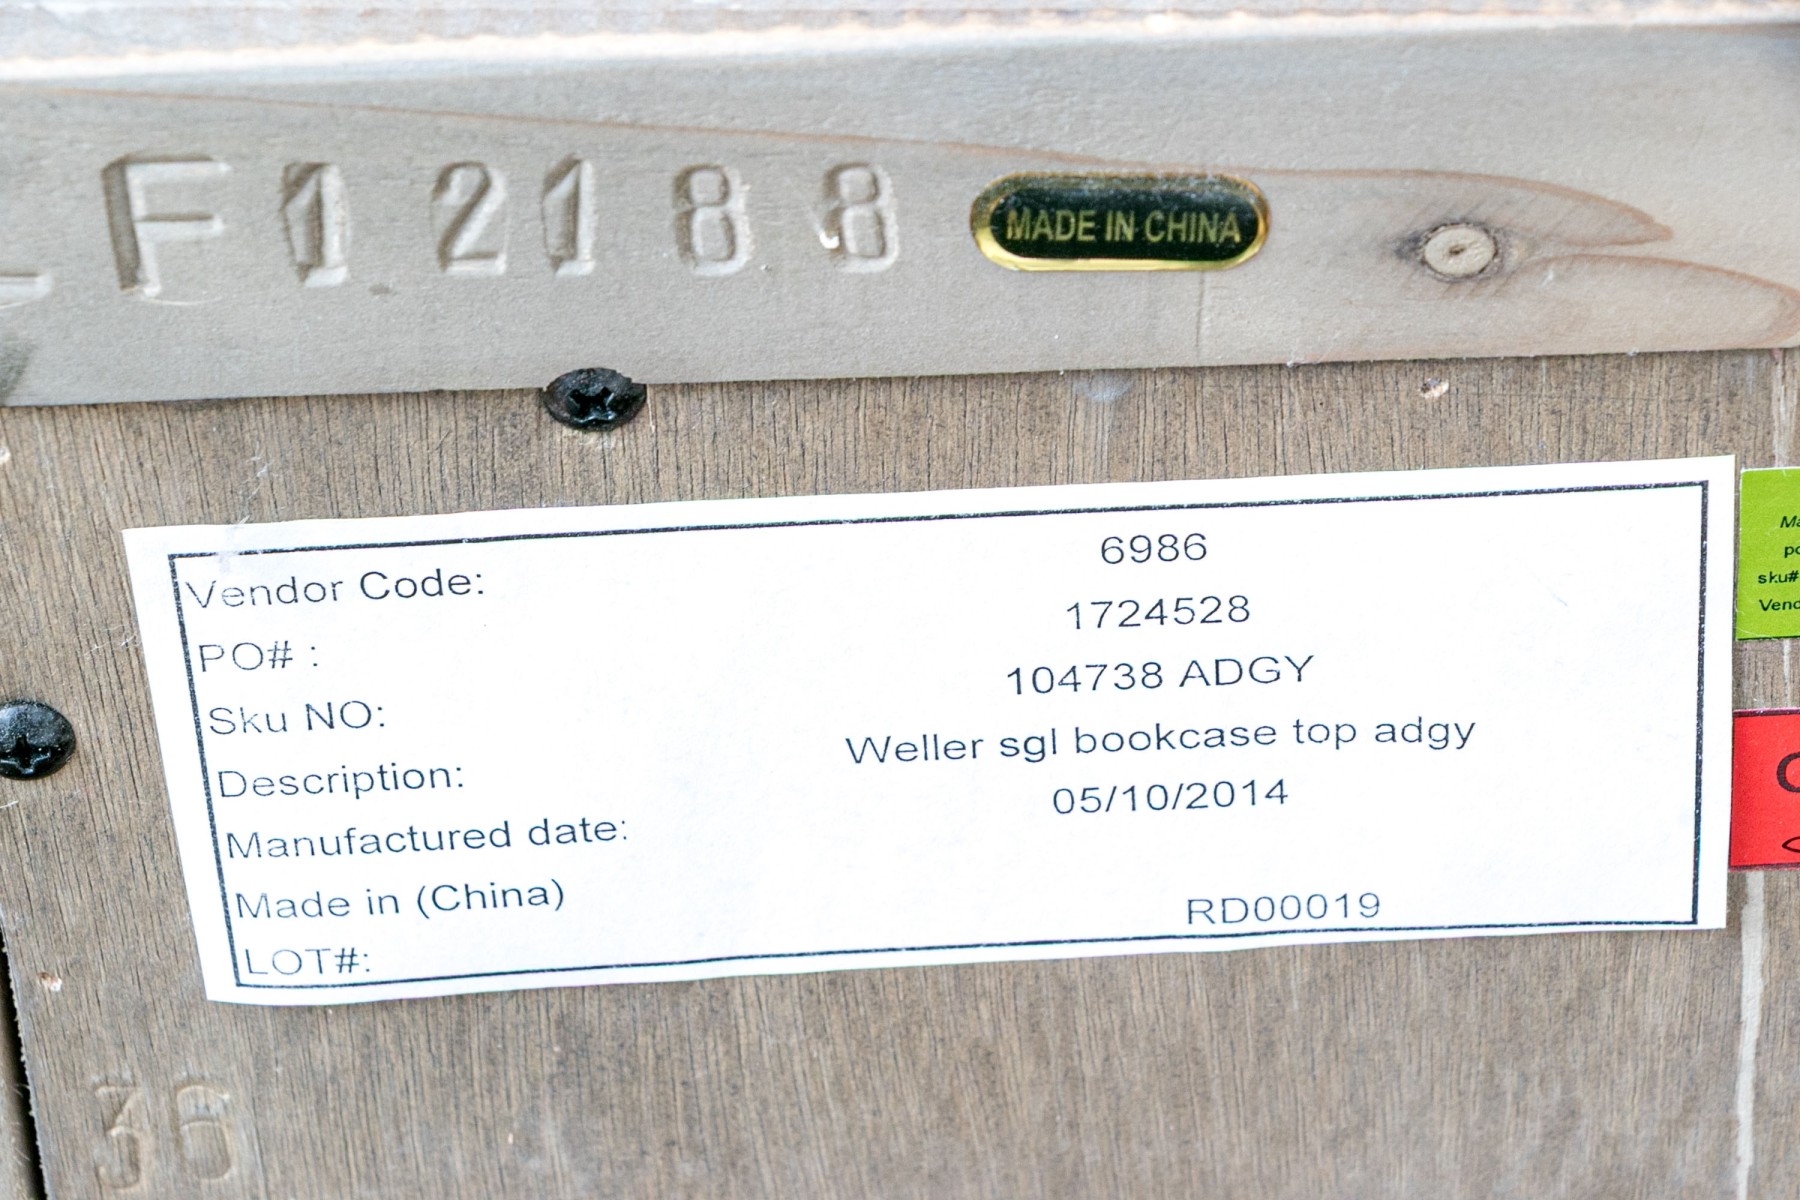 F12188
MADE IN CHINA
Vendor Code: 6986
PO# : 1724528
Sku NO: 104738 ADGY
Description: Weller sgl bookcase top adgy
Manufactured date: 05/10/2014
Made in (China)
LOT#: RD00019
sku#
36